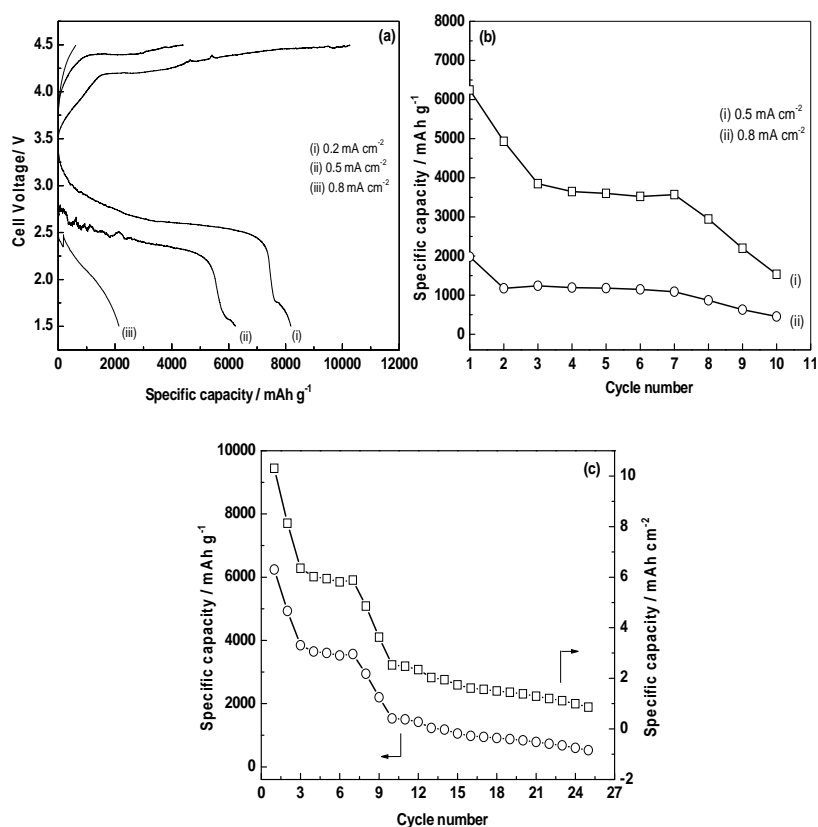 (a)
4.5
4.0
3.5
3.0
2.5
2.0
1.5
Cell Voltage/ V
(i) 0.2 mA cm⁻²
(ii) 0.5 mA cm⁻²
(iii) 0.8 mA cm⁻²
(iii)
(ii)
(i)
0 2000 4000 6000 8000 10000 12000
Specific capacity / mAh g⁻¹
(b)
8000
7000
6000
5000
4000
3000
2000
1000
0
Specific capacity / mAh g⁻¹
(i) 0.5 mA cm⁻²
(ii) 0.8 mA cm⁻²
(i)
(ii)
1 2 3 4 5 6 7 8 9 10 11
Cycle number
(c)
10000
8000
6000
4000
2000
0
Specific capacity / mAh g⁻¹
10
8
6
4
2
0
-2
Specific capacity / mAh cm⁻²
0 3 6 9 12 15 18 21 24 27
Cycle number